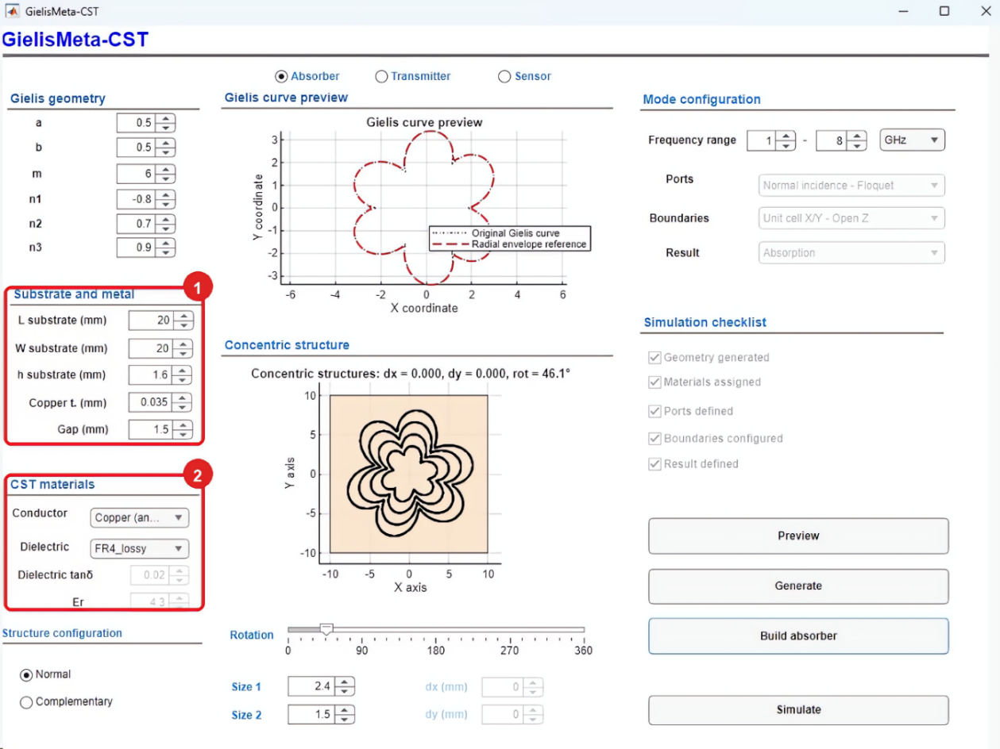 GielisMeta-CST
GielisMeta-CST
Absorber Transmitter Sensor
Gielis geometry
a 0.5
b 0.5
m 6
n1 -0.8
n2 0.7
n3 0.9
1
Substrate and metal
L substrate (mm) 20
W substrate (mm) 20
h substrate (mm) 1.6
Copper t. (mm) 0.035
Gap (mm) 1.5
2
CST materials
Conductor Copper (an...
Dielectric FR4_lossy
Dielectric tanδ 0.02
Er 4.3
Structure configuration
Normal
Complementary
Gielis curve preview
Gielis curve preview
3
2
1
0
-1
-2
-3
Y coordinate
Original Gielis curve
Radial envelope reference
-6 -4 -2 0 2 4 6
X coordinate
Concentric structure
Concentric structures: dx = 0.000, dy = 0.000, rot = 46.1°
10
5
0
-5
-10
Y axis
-10 -5 0 5 10
X axis
Rotation
0 90 180 270 360
Size 1 2.4 dx (mm) 0
Size 2 1.5 dy (mm) 0
Mode configuration
Frequency range 1 - 8 GHz
Ports Normal incidence - Floquet
Boundaries Unit cell X/Y - Open Z
Result Absorption
Simulation checklist
Geometry generated
Materials assigned
Ports defined
Boundaries configured
Result defined
Preview
Generate
Build absorber
Simulate